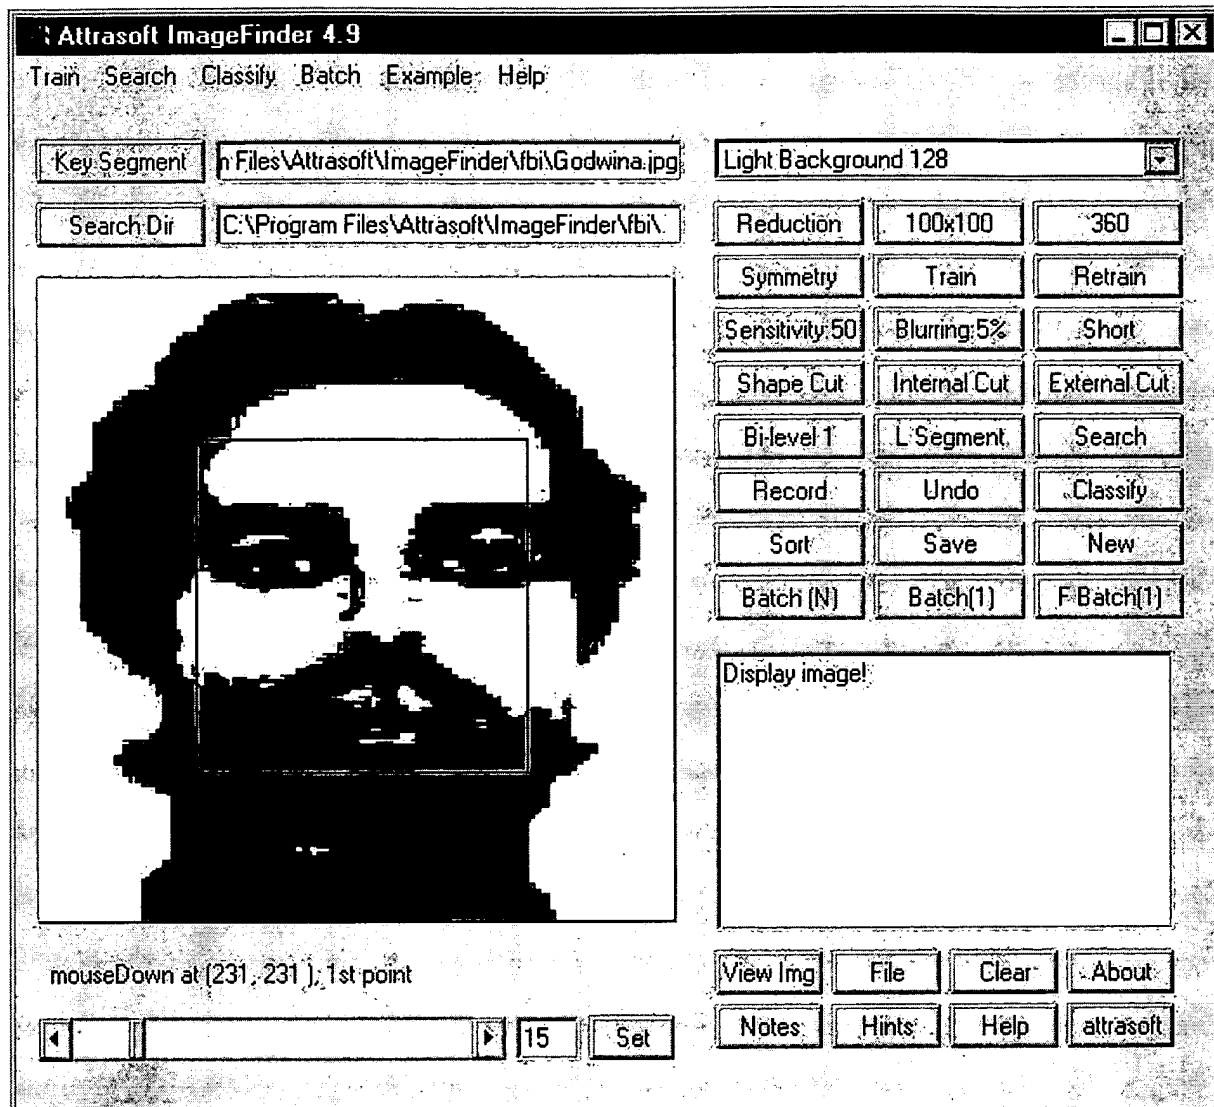 Attrasoft ImageFinder 4.9
Train Search Classify Batch Example Help
Key Segment n Files\Attrasoft\ImageFinder\fbi\Godwina.jpg Light Background 128
Search Dir C:\Program Files\Attrasoft\ImageFinder\fbi\.
Reduction 100x100 360
Symmetry Train Retrain
Sensitivity 50 Blurring 5% Short
Shape Cut Internal Cut External Cut
Bi-level 1 L Segment Search
Record Undo Classify
Sort Save New
Batch (N) Batch(1) F Batch(1)
Display image!
mouseDown at (231, 231 ), 1st point
View Img File Clear About
15 Set
Notes Hints Help attrasoft